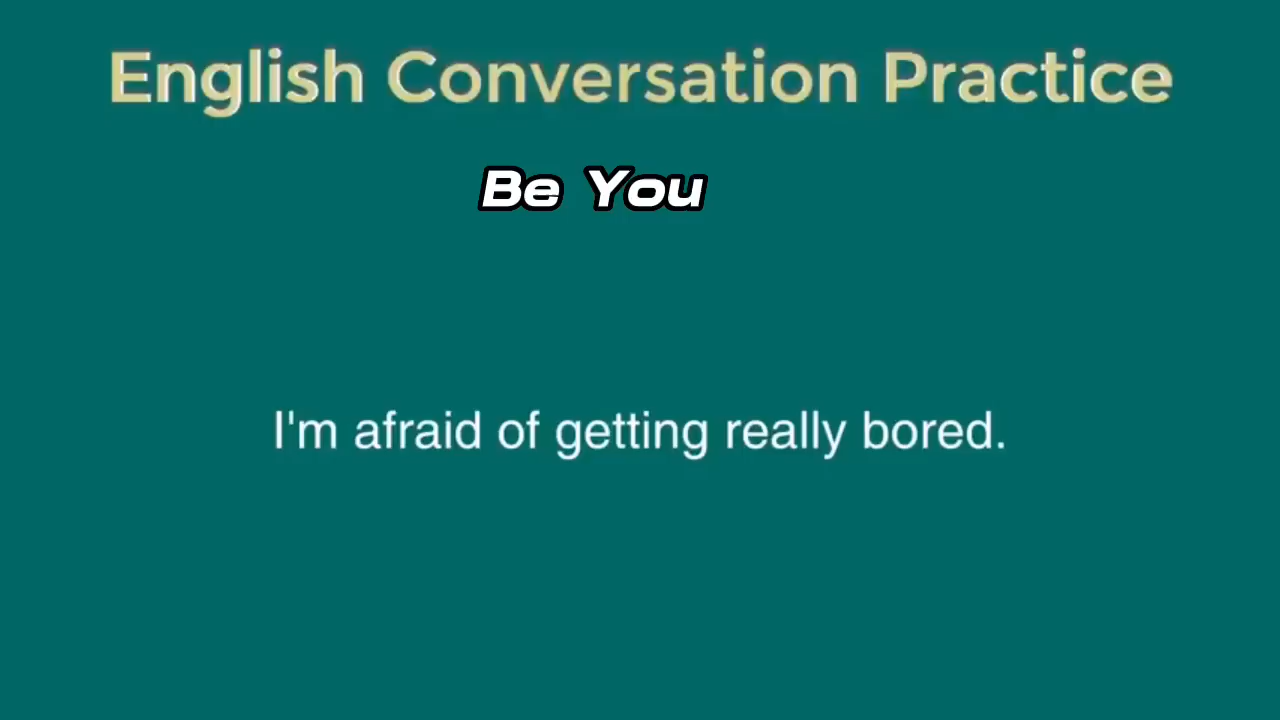 English Conversation Practice
Be You
I'm afraid of getting really bored.